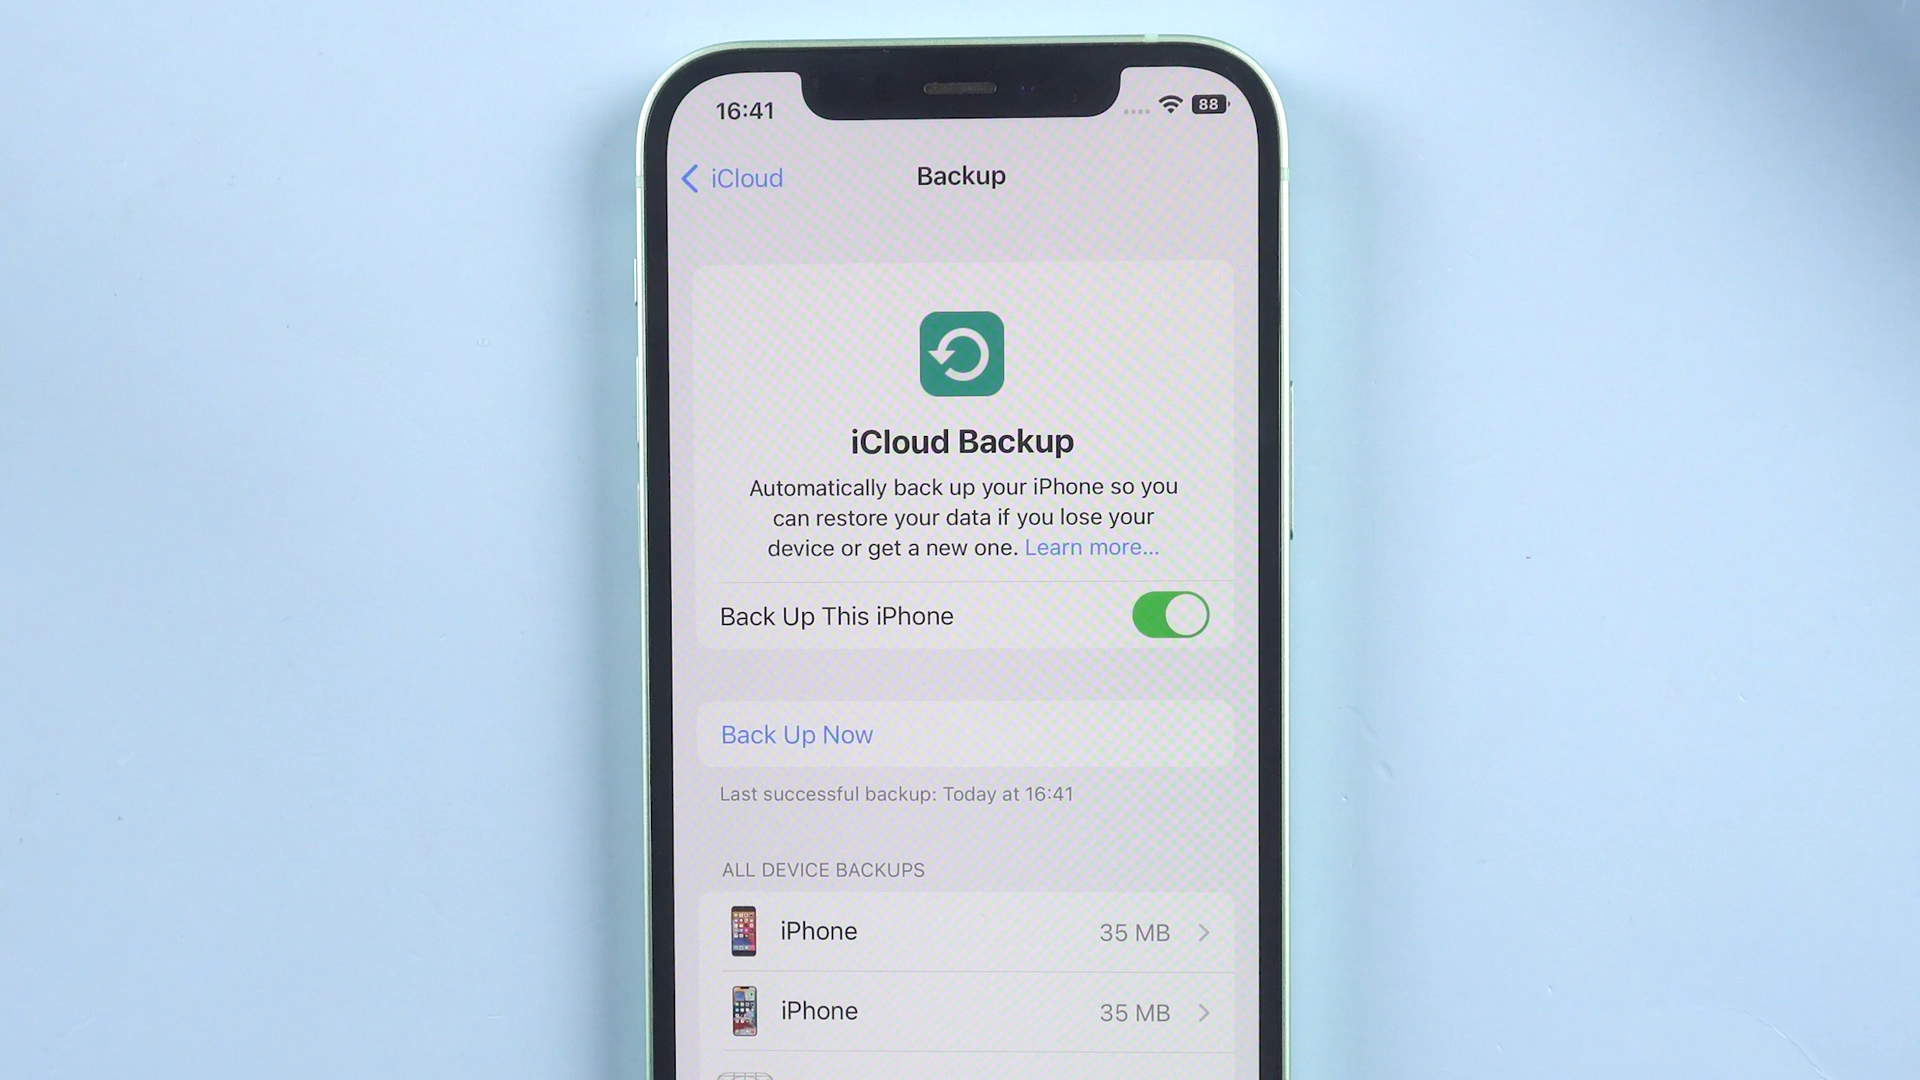 16:41
88
iCloud
Backup
iCloud Backup
Automatically back up your iPhone so you
can restore your data if you lose your
device or get a new one. Learn more...
Back Up This iPhone
Back Up Now
Last successful backup: Today at 16:41
ALL DEVICE BACKUPS
iPhone 35 MB
iPhone 35 MB